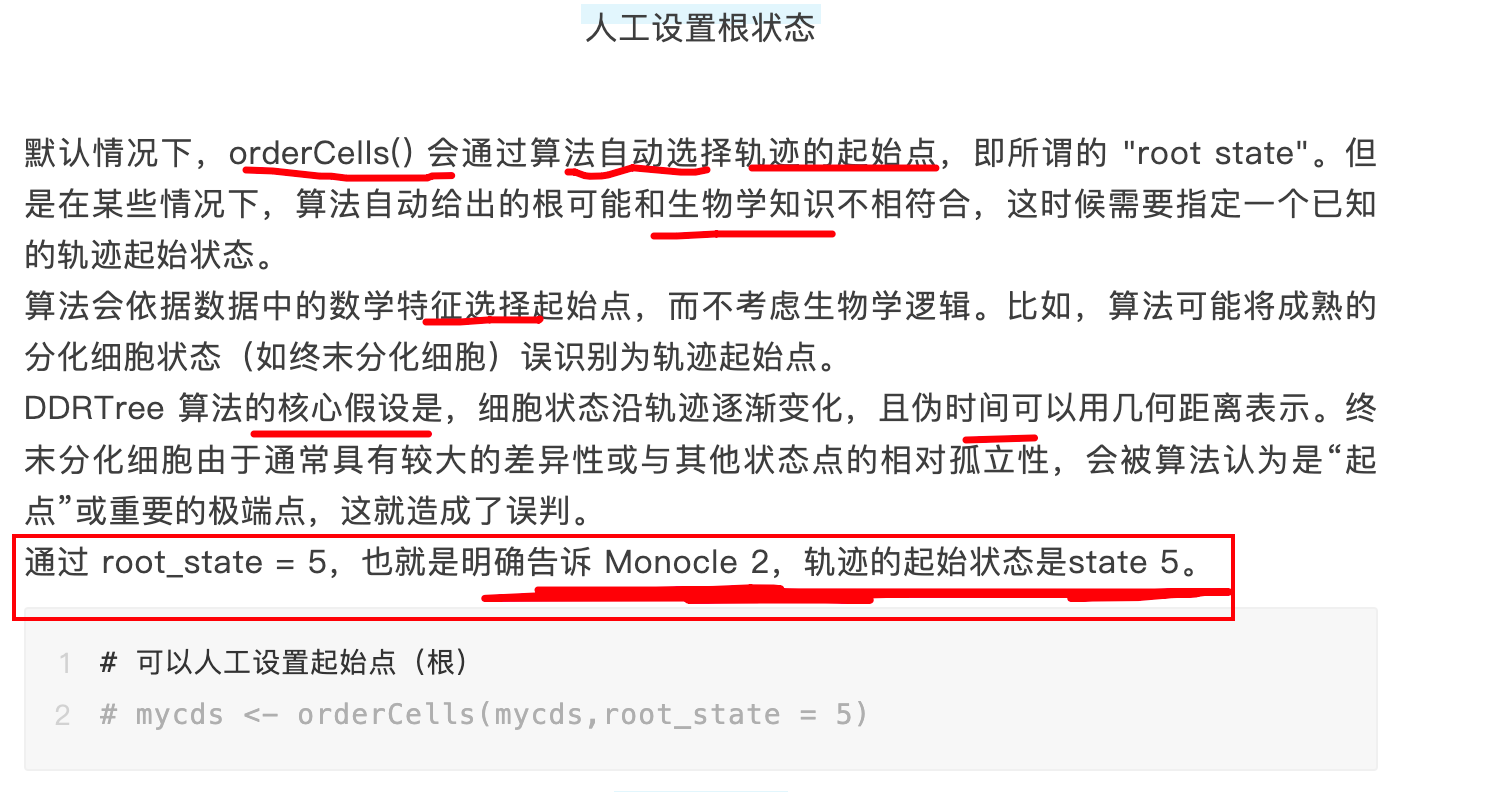 人工设置根状态
默认情况下，orderCells() 会通过算法自动选择轨迹的起始点，即所谓的 "root state"。但
是在某些情况下，算法自动给出的根可能和生物学知识不相符合，这时候需要指定一个已知
的轨迹起始状态。
算法会依据数据中的数学特征选择起始点，而不考虑生物学逻辑。比如，算法可能将成熟的
分化细胞状态（如终末分化细胞）误识别为轨迹起始点。
DDRTree 算法的核心假设是，细胞状态沿轨迹逐渐变化，且伪时间可以用几何距离表示。终
末分化细胞由于通常具有较大的差异性或与其他状态点的相对孤立性，会被算法认为是“起
点”或重要的极端点，这就造成了误判。
通过 root_state = 5，也就是明确告诉 Monocle 2，轨迹的起始状态是state 5。
1 # 可以人工设置起始点（根）
2 # mycds <- orderCells(mycds,root_state = 5)